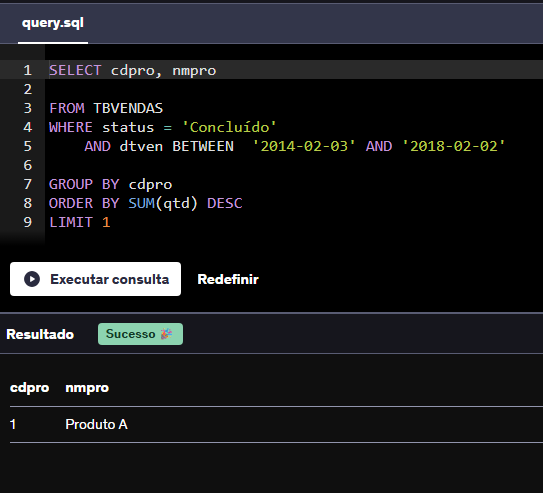 query.sql
1 SELECT cdpro, nmpro
2
3 FROM TBVENDAS
4 WHERE status = 'Concluído'
5     AND dtven BETWEEN  '2014-02-03' AND '2018-02-02'
6
7 GROUP BY cdpro
8 ORDER BY SUM(qtd) DESC
9 LIMIT 1
Executar consulta Redefinir
Resultado Sucesso 🎉
cdpro nmpro
1 Produto A